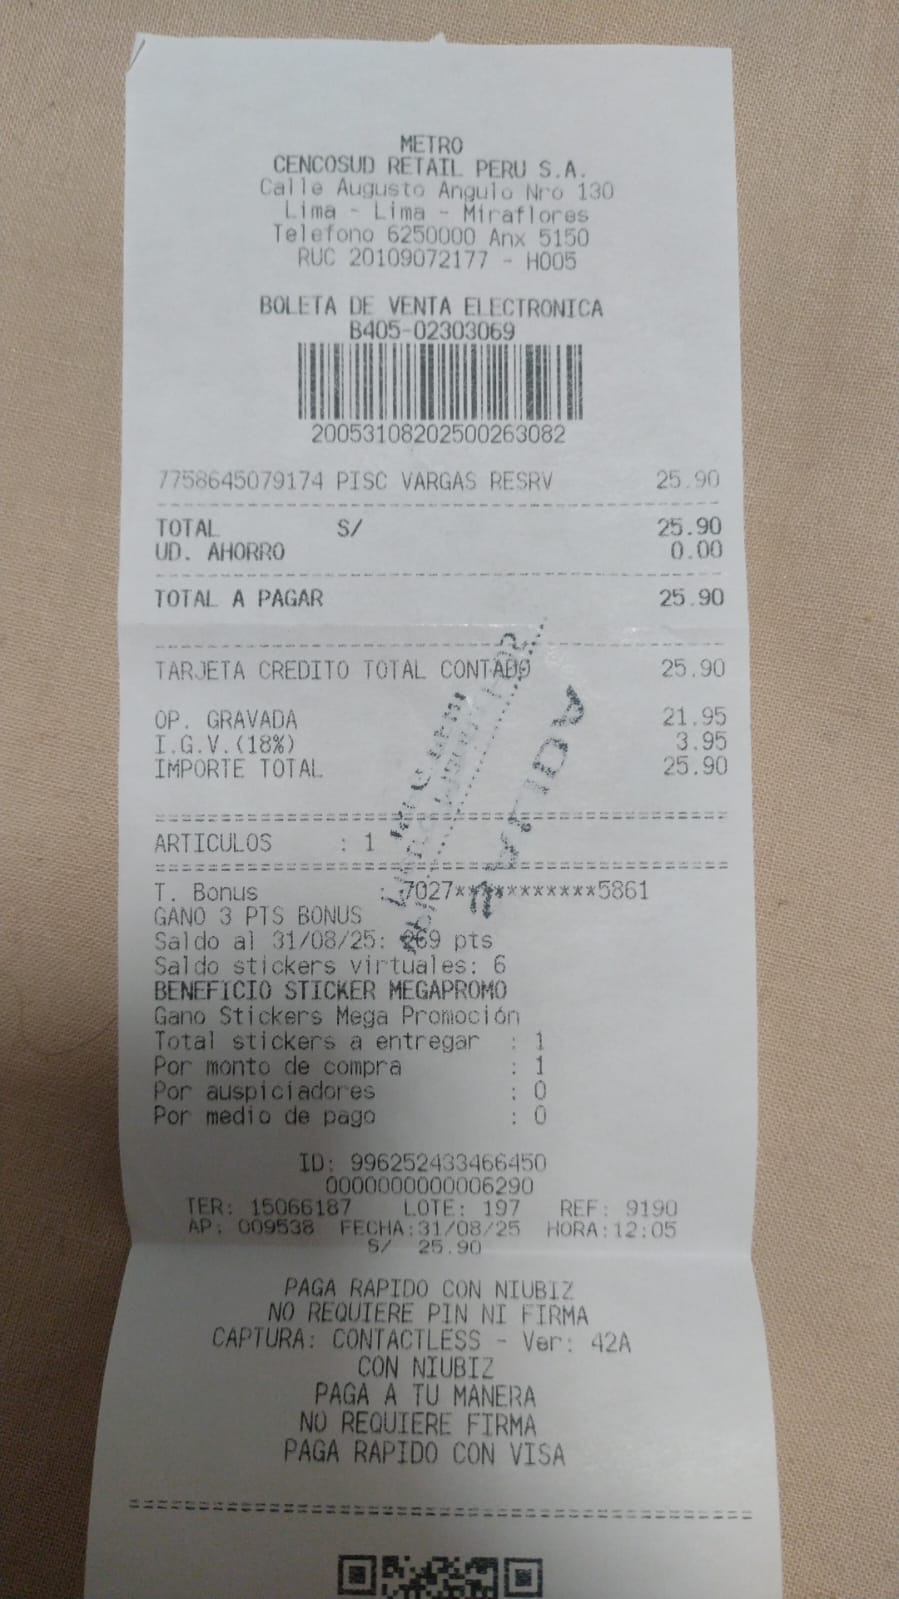 METRO
CENCOSUD RETAIL PERU S.A.
Calle Augusto Angulo Nro 130
Lima - Lima - Miraflores
Telefono 6250000 Anx 5150
RUC 20109072177 - H005
BOLETA DE VENTA ELECTRONICA
B405-02303069
20053108202500263082
7758645079174 PISC VARGAS RESRV 25.90
TOTAL S/ 25.90
UD. AHORRO 0.00
TOTAL A PAGAR 25.90
TARJETA CREDITO TOTAL CONTADO 25.90
OP. GRAVADA 21.95
I.G.V.(18%) 3.95
IMPORTE TOTAL 25.90
ARTICULOS : 1
T. Bonus : 7027***********5861
GANO 3 PTS BONUS
Saldo al 31/08/25: 269 pts
Saldo stickers virtuales: 6
BENEFICIO STICKER MEGAPROMO
Gano Stickers Mega Promoción
Total stickers a entregar : 1
Por monto de compra : 1
Por auspiciadores : 0
Por medio de pago : 0
ID: 996252433466450
0000000000006290
TER: 15066187 LOTE: 197 REF: 9190
AP: 009538 FECHA:31/08/25 HORA:12:05
S/ 25.90
PAGA RAPIDO CON NIUBIZ
NO REQUIERE PIN NI FIRMA
CAPTURA: CONTACTLESS - Ver: 42A
CON NIUBIZ
PAGA A TU MANERA
NO REQUIERE FIRMA
PAGA RAPIDO CON VISA